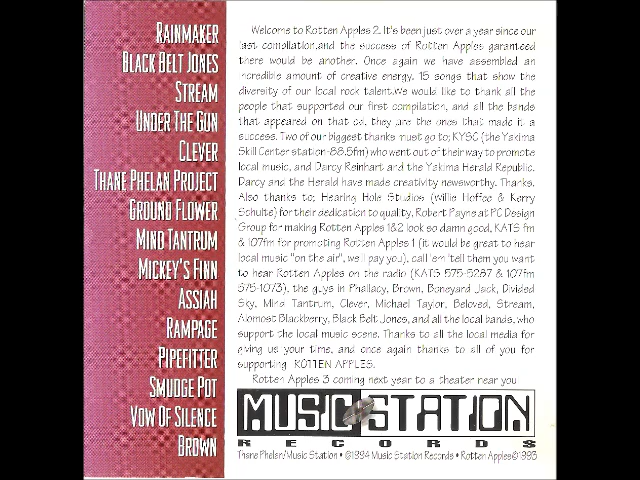 RAINMAKER
BLACK BELT JONES
STREAM
UNDER THE GUN
CLEVER
THANE PHELAN PROJECT
GROUND FLOWER
MIND TANTRUM
MICKEY'S FINN
ASSIAH
RAMPAGE
PIPEFITTER
SMUDGE POT
VOW OF SILENCE
BROWN
Welcome to Rotten Apples 2. It's been just over a year since our
last compilation,and the success of Rotten Apples garanteed
there would be another. Once again we have assembled an
incredible amount of creative energy. 15 songs that show the
diversity of our local rock talent.We would like to thank all the
people that supported our first compilation, and all the bands
that appeared on that cd, they are the ones that made it a
success. Two of our biggest thanks must go to; KYSC (the Yakima
Skill Center station-88.5fm) who went out of their way to promote
local music, and Darcy Reinhart and the Yakima Herald Republic.
Darcy and the Herald have made creativity newsworthy. Thanks.
Also thanks to; Hearing Hole Studios (Willie Hoffee & Kerry
Schulte) for their dedication to quality, Robert Payne at PC Design
Group for making Rotten Apples 1&2 look so damn good, KATS fm
& 107fm for promoting Rotten Apples 1 (it would be great to hear
local music "on the air", we'll pay you), call 'em 'tell them you want
to hear Rotten Apples on the radio (KATS 575-5287 & 107fm
575-1073), the guys in Phallacy, Brown, Boneyard Jack, Divided
Sky, Mind Tantrum, Clever, Michael Taylor, Beloved, Stream,
Alomost Blackberry, Black Belt Jones, and all the local bands, who
support the local music scene. Thanks to all the local media for
giving us your time, and once again thanks to all of you for
supporting ROTTEN APPLES.
Rotten Apples 3 coming next year to a theater near you
MUSIC STATION
RECORDS
Thane Phelan/Music Station • ©1994 Music Station Records • Rotten Apples©1993